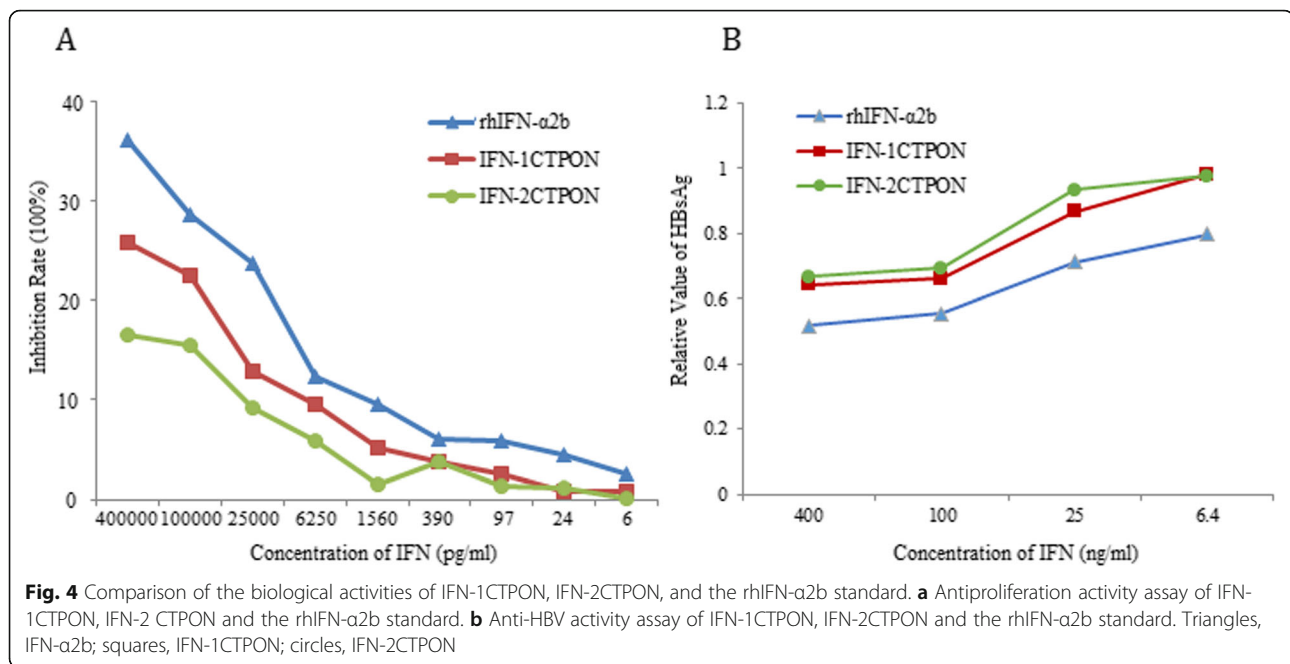 A
40
30
20
10
0
Inhibition Rate (100%)
rhIFN-α2b
IFN-1CTPON
IFN-2CTPON
400000 100000 25000 6250 1560 390 97 24 6
Concentration of IFN (pg/ml)
B
1.2
1
0.8
0.6
0.4
0.2
0
Relative Value of HBsAg
rhIFN-α2b
IFN-1CTPON
IFN-2CTPON
400 100 25 6.4
Concentration of IFN (ng/ml)
Fig. 4 Comparison of the biological activities of IFN-1CTPON, IFN-2CTPON, and the rhIFN-α2b standard. a Antiproliferation activity assay of IFN-
1CTPON, IFN-2 CTPON and the rhIFN-α2b standard. b Anti-HBV activity assay of IFN-1CTPON, IFN-2CTPON and the rhIFN-α2b standard. Triangles,
IFN-α2b; squares, IFN-1CTPON; circles, IFN-2CTPON